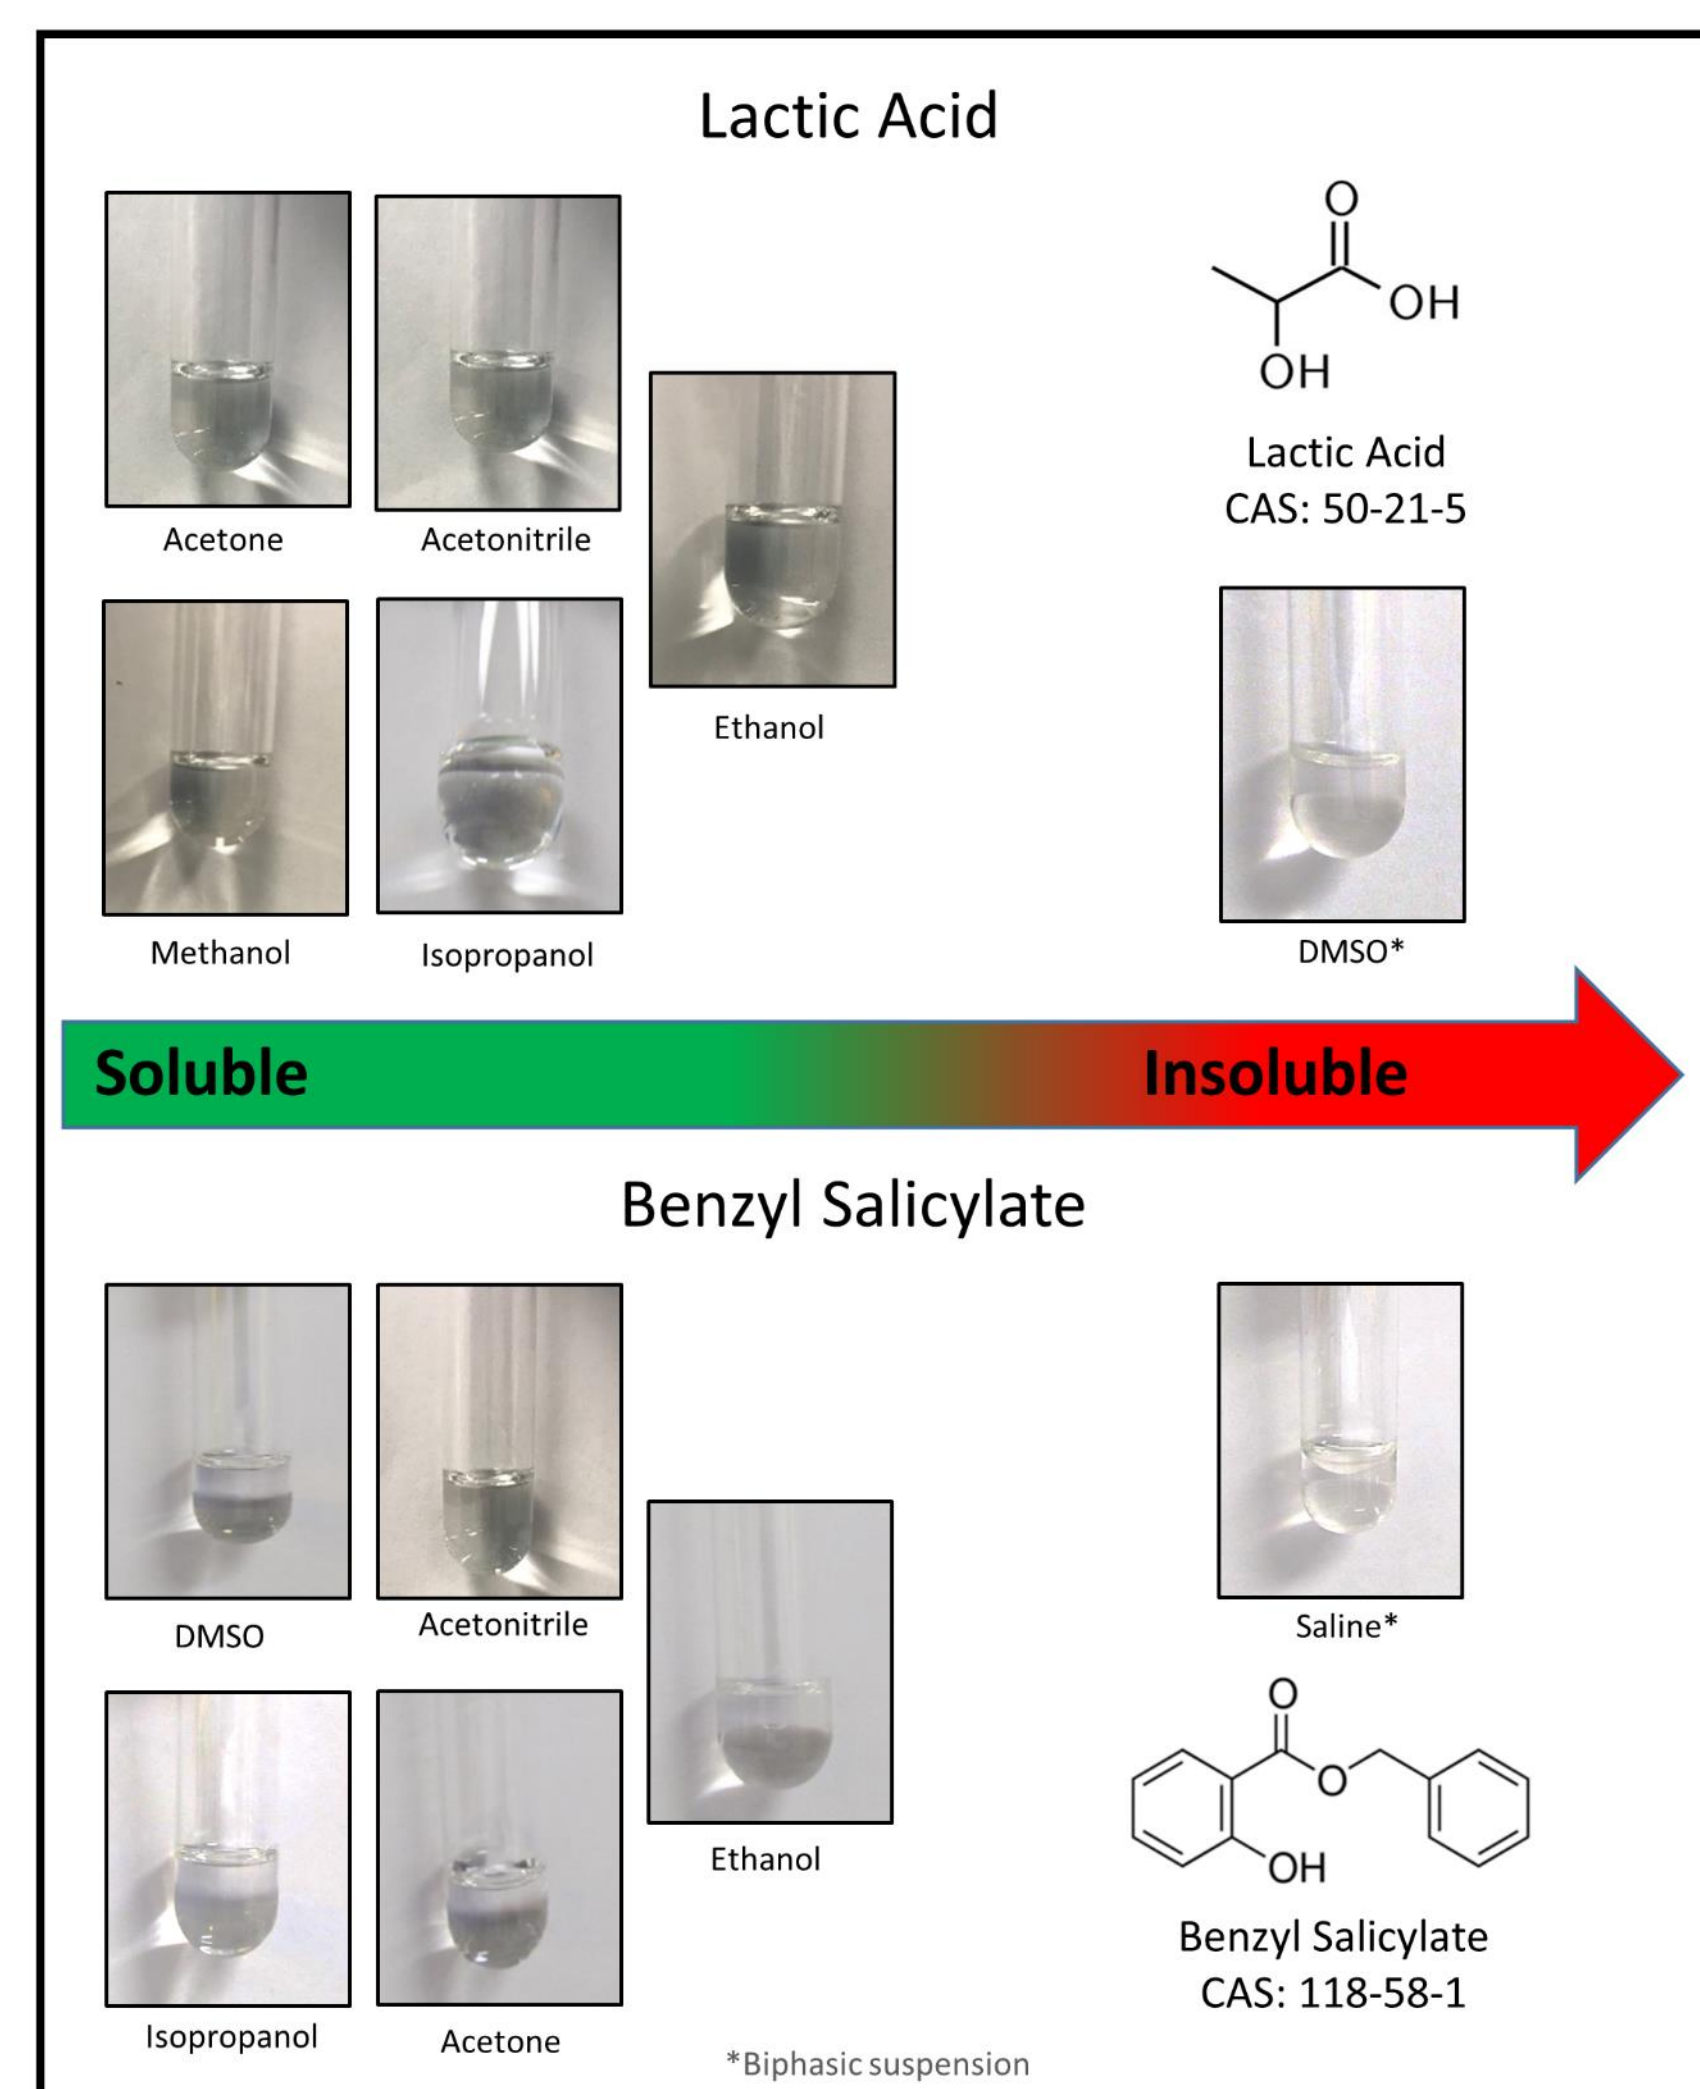 Lactic Acid
Acetone
Acetonitrile
Ethanol
Methanol
Isopropanol
O
OH
OH
Lactic Acid
CAS: 50-21-5
DMSO*
Soluble
Insoluble
Benzyl Salicylate
DMSO
Acetonitrile
Ethanol
Isopropanol
Acetone
Saline*
O
O
OH
Benzyl Salicylate
CAS: 118-58-1
*Biphasic suspension